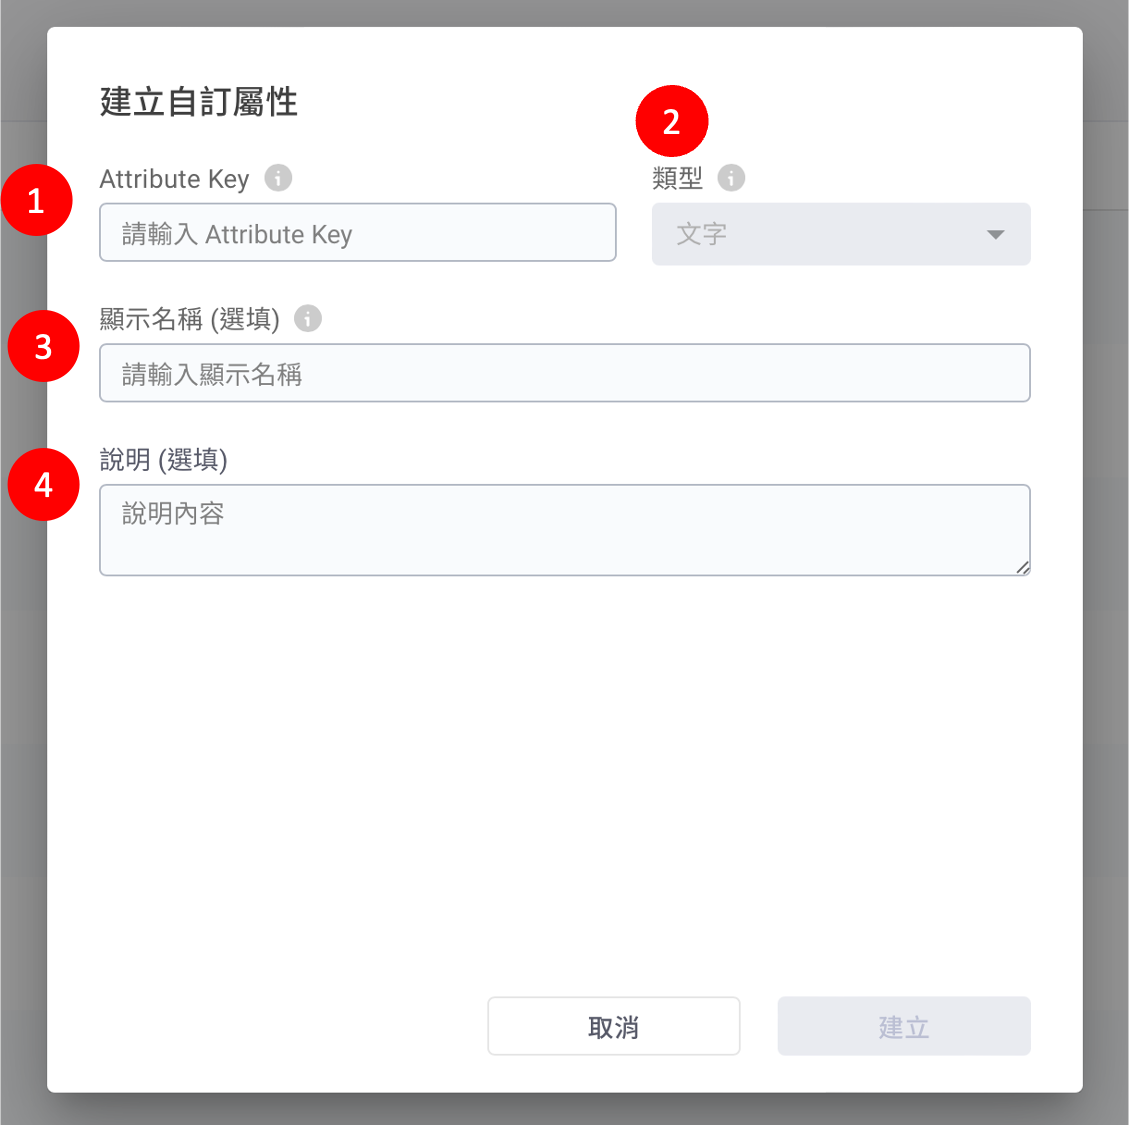 建立自訂屬性
2
1
Attribute Key
類型
請輸入 Attribute Key
文字
3
顯示名稱 (選填)
請輸入顯示名稱
4
說明 (選填)
說明內容
取消
建立